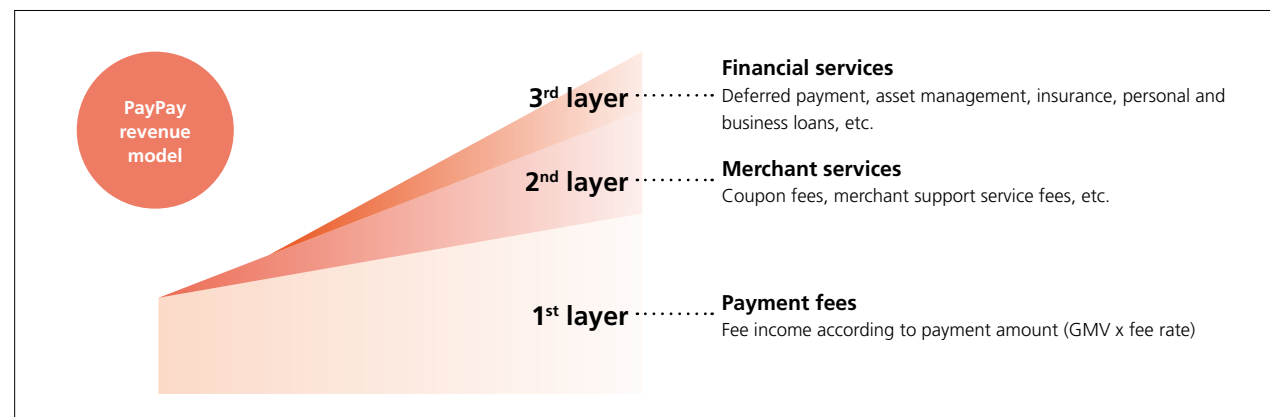 PayPay
revenue
model
3rd layer
Financial services
Deferred payment, asset management, insurance, personal and
business loans, etc.
2nd layer
Merchant services
Coupon fees, merchant support service fees, etc.
1st layer
Payment fees
Fee income according to payment amount (GMV x fee rate)